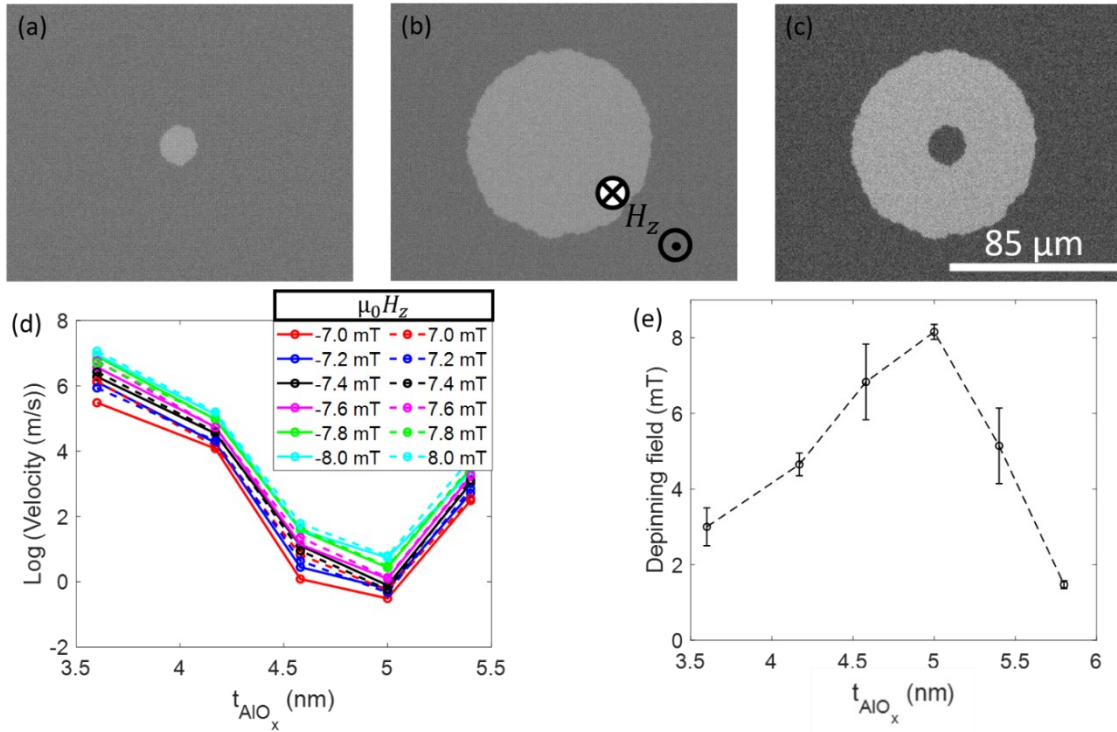 (a)
(b)
(c)
H_z
85 μm
(d)
μ₀H_z
-7.0 mT 7.0 mT
-7.2 mT 7.2 mT
-7.4 mT 7.4 mT
-7.6 mT 7.6 mT
-7.8 mT 7.8 mT
-8.0 mT 8.0 mT
Log (Velocity (m/s))
8
6
4
2
0
-2
3.5 4 4.5 5 5.5
t_AlO_x (nm)
(e)
Depinning field (mT)
8
6
4
2
0
3.5 4 4.5 5 5.5 6
t_AlO_x (nm)